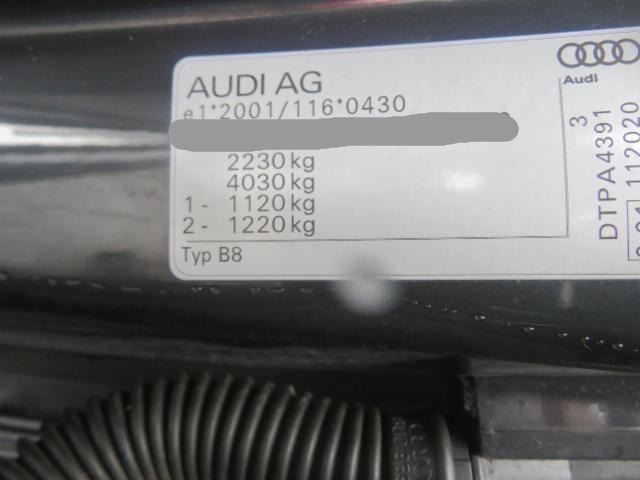 AUDI AG
e1*2001/116*0430
2230 kg
4030 kg
1 - 1120 kg
2 - 1220 kg
Typ B8
Audi
3
DTPA4391
112020